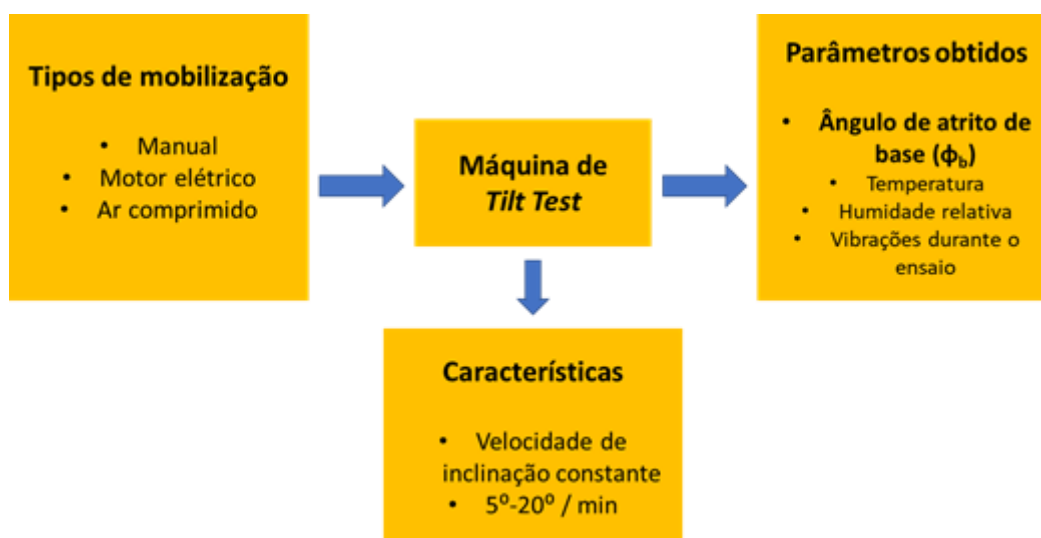 Tipos de mobilização
• Manual
• Motor elétrico
• Ar comprimido
Máquina de
Tilt Test
Parâmetros obtidos
• Ângulo de atrito de
base (ɸb)
• Temperatura
• Humidade relativa
• Vibrações durante o
ensaio
Características
• Velocidade de
inclinação constante
• 5º-20º / min